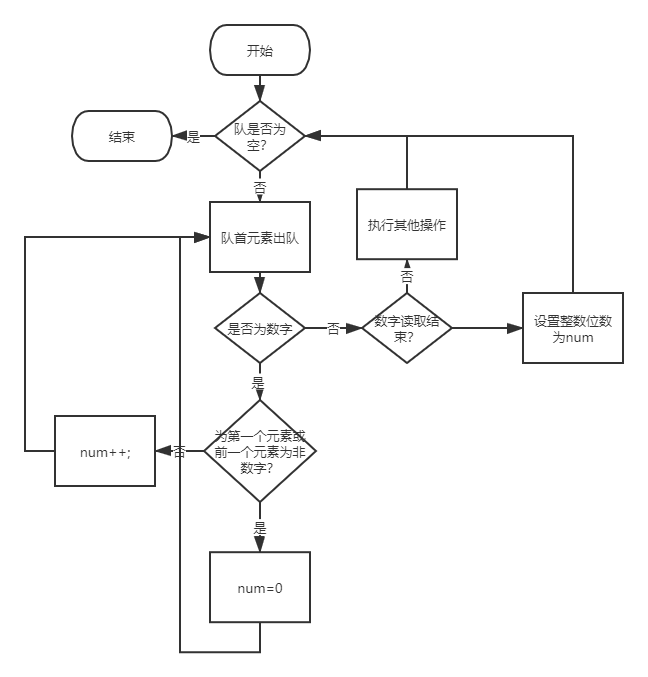 开始
队是否为
空？
是
结束
否
队首元素出队
执行其他操作
否
是否为数字
否
数字读取结
束？
设置整数位数
为num
是
为第一个元素或
前一个元素为非
数字？
否
num++;
是
num=0